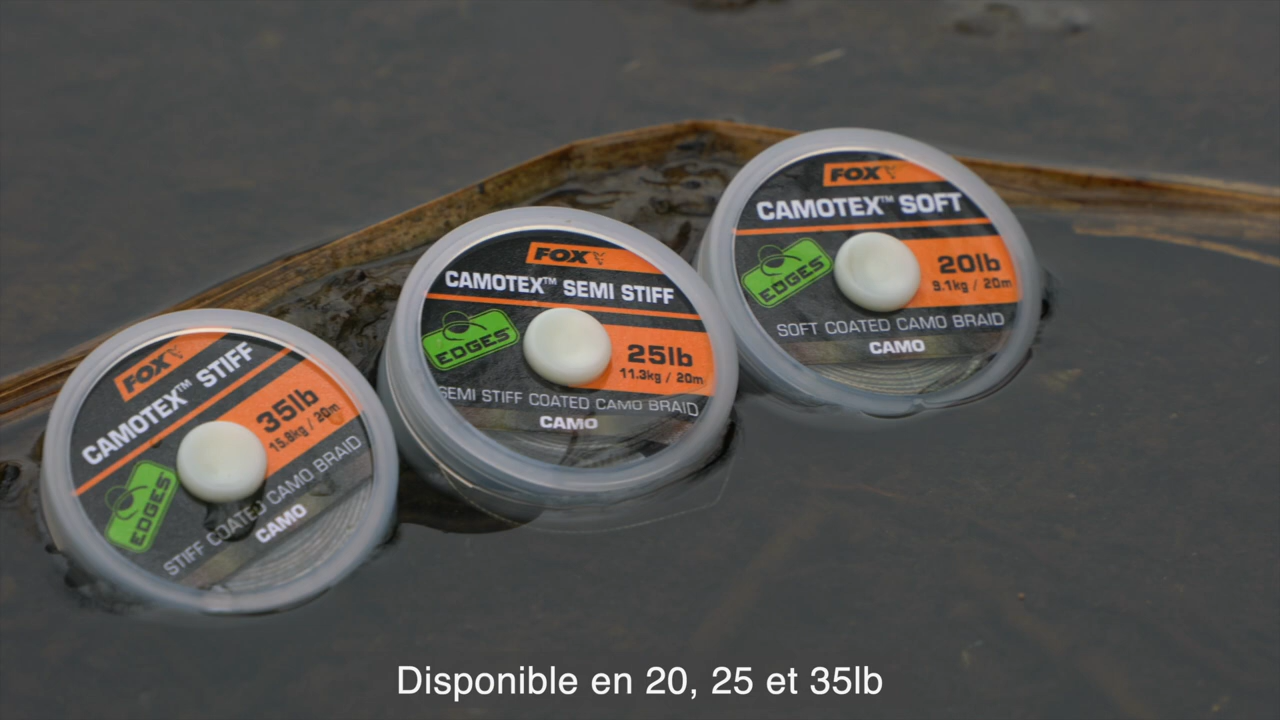 FOX
CAMOTEX™ STIFF
35lb
15.8kg / 20m
EDGES
STIFF COATED CAMO BRAID
CAMO
FOX
CAMOTEX™ SEMI STIFF
25lb
11.3kg / 20m
EDGES
SEMI STIFF COATED CAMO BRAID
CAMO
FOX
CAMOTEX™ SOFT
20lb
9.1kg / 20m
EDGES
SOFT COATED CAMO BRAID
CAMO
Disponible en 20, 25 et 35lb